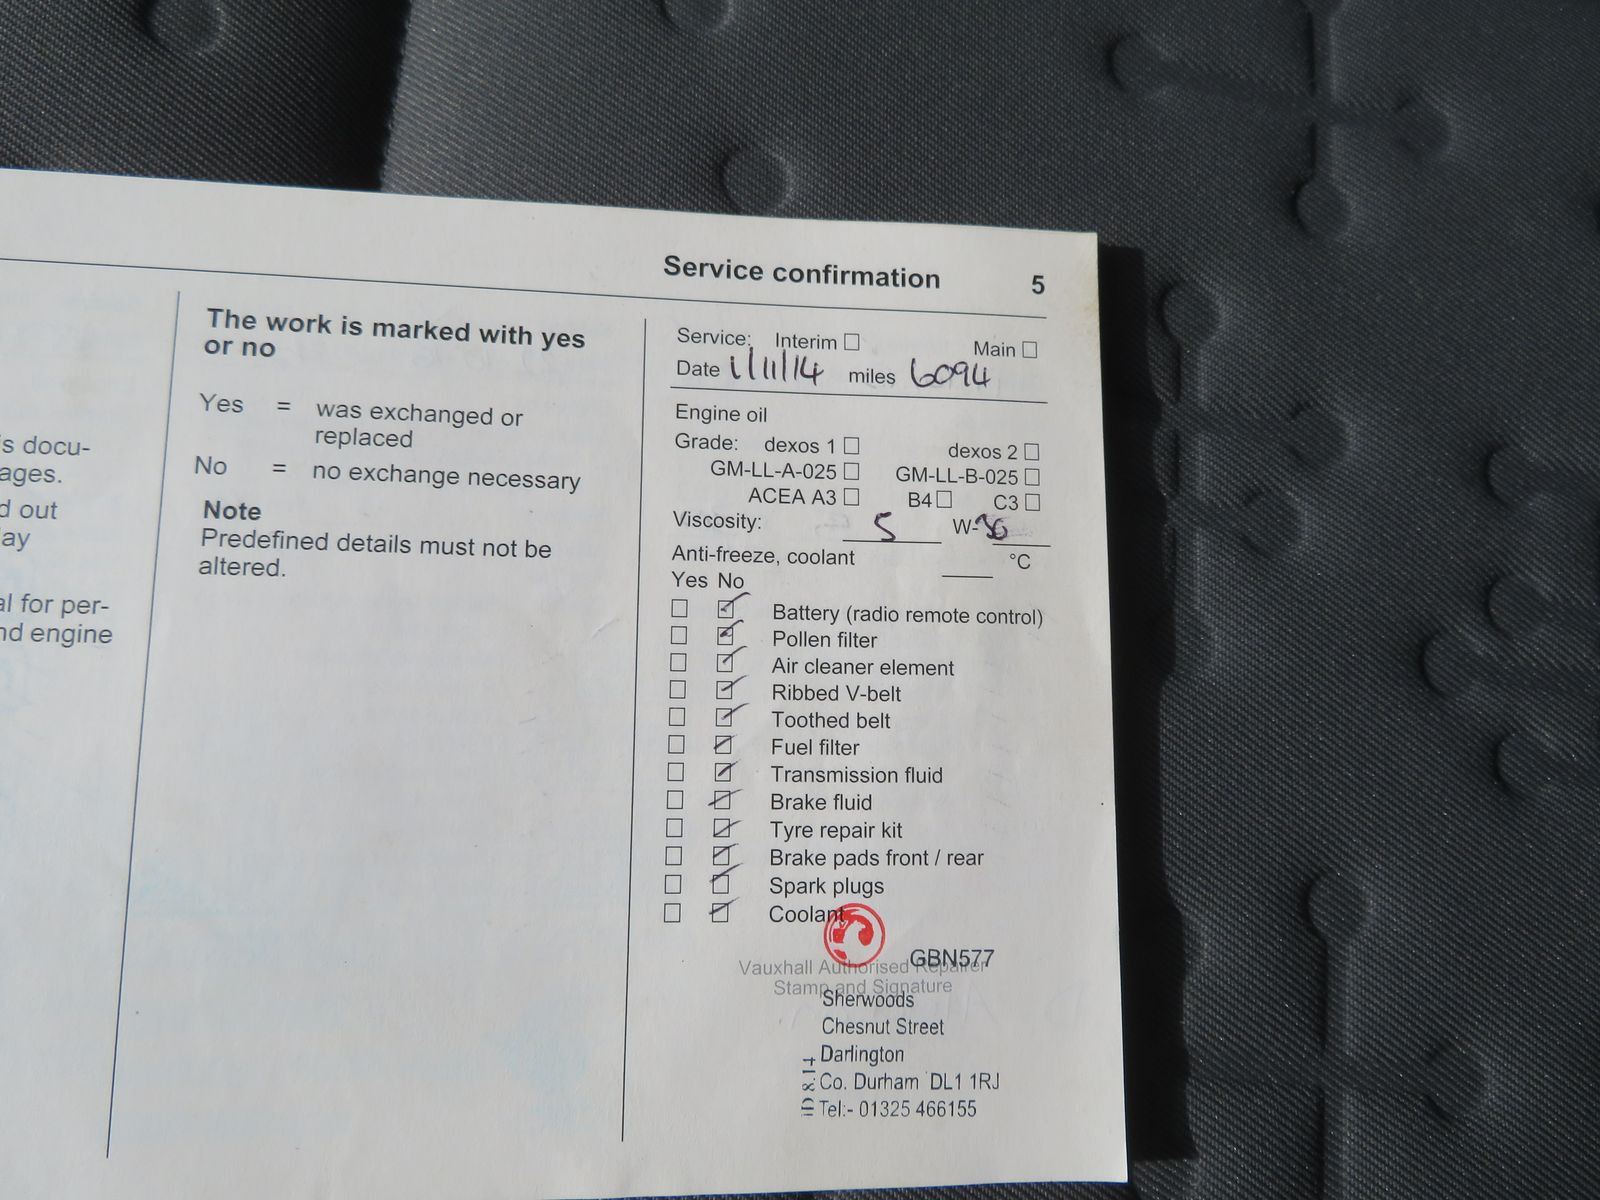 Service confirmation 5
s docu-
ages.
d out
ay
al for per-
nd engine
The work is marked with yes
or no
Yes = was exchanged or
replaced
No = no exchange necessary
Note
Predefined details must not be
altered.
Service: Interim Main
Date 1/11/14 miles 6094
Engine oil
Grade: dexos 1 dexos 2
GM-LL-A-025 GM-LL-B-025
ACEA A3 B4 C3
Viscosity: 5 W-30
Anti-freeze, coolant °C
Yes No
Battery (radio remote control)
Pollen filter
Air cleaner element
Ribbed V-belt
Toothed belt
Fuel filter
Transmission fluid
Brake fluid
Tyre repair kit
Brake pads front / rear
Spark plugs
Coolant
GBN577
Vauxhall Authorised Repairer
Stamp and Signature
Sherwoods
Chesnut Street
Darlington
Co. Durham DL1 1RJ
Tel:- 01325 466155